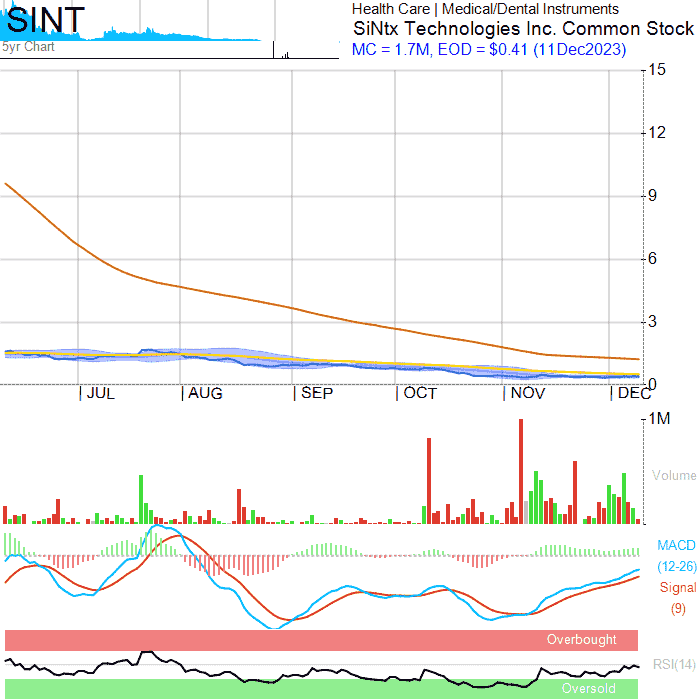 SINT
5yr Chart
Health Care | Medical/Dental Instruments
SiNtx Technologies Inc. Common Stock
MC = 1.7M, EOD = $0.41 (11Dec2023)
15
12
9
6
3
0
JUL AUG SEP OCT NOV DEC
1M
Volume
MACD
(12-26)
Signal
(9)
Overbought
RSI(14)
Oversold